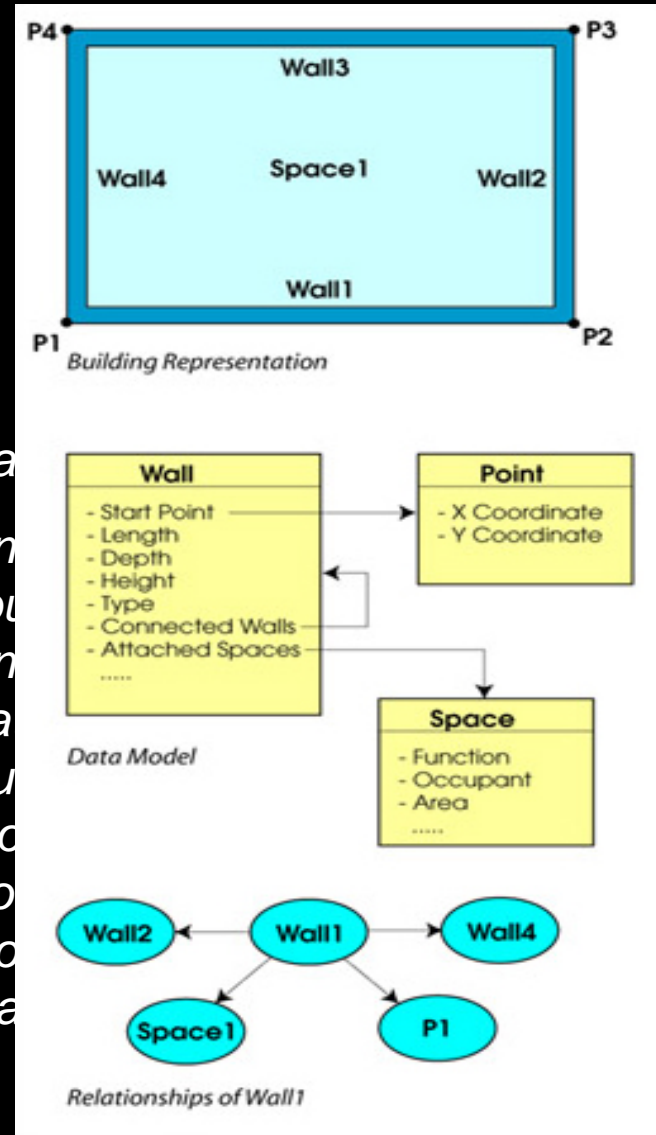 P4 P3
Wall3
Wall4 Space1 Wall2
Wall1
P1 P2
Building Representation
Wall
- Start Point
- Length
- Depth
- Height
- Type
- Connected Walls
- Attached Spaces
.....
Point
- X Coordinate
- Y Coordinate
Data Model
Space
- Function
- Occupant
- Area
.....
Wall2 Wall1 Wall4
Space1 P1
Relationships of Wall1